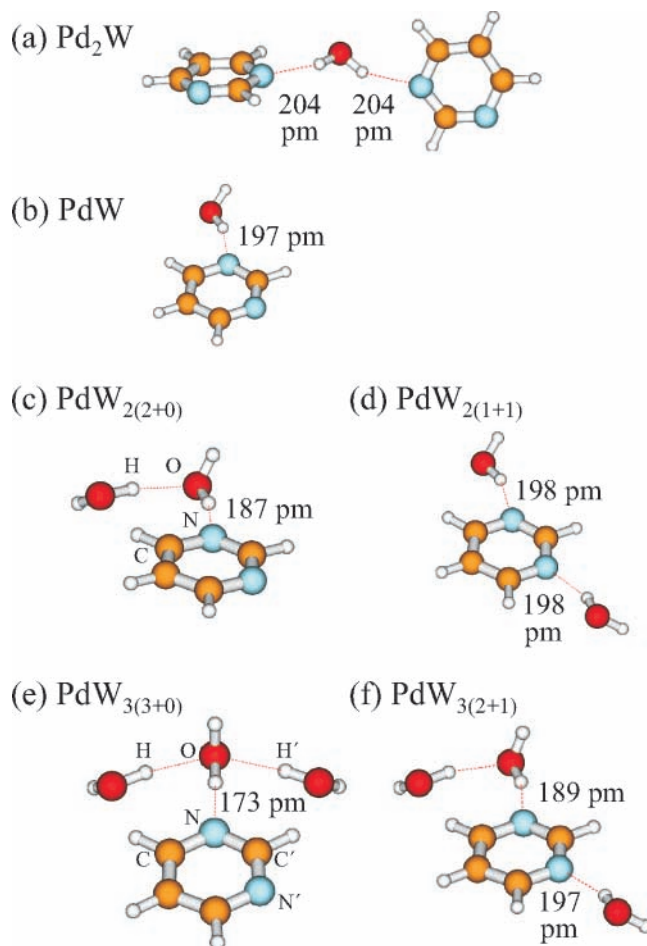 (a) Pd₂W
204 204
pm pm
(b) PdW
197 pm
(c) PdW₂₍₂₊₀₎
H O
187 pm
N
C
(d) PdW₂₍₁₊₁₎
198 pm
198
pm
(e) PdW₃₍₃₊₀₎
H O H′
173 pm
N
C C′
N′
(f) PdW₃₍₂₊₁₎
189 pm
197
pm